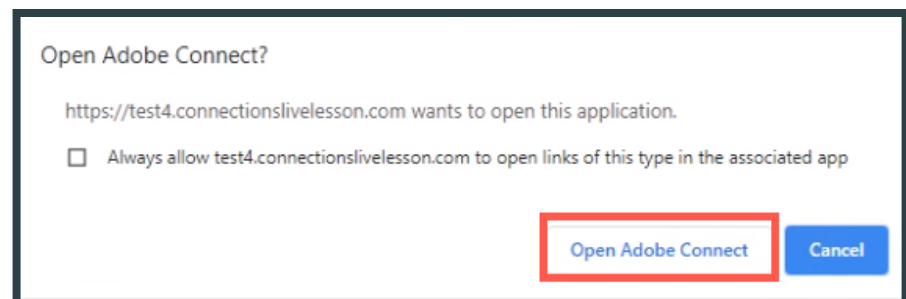 Open Adobe Connect?
https://test4.connectionslivelesson.com wants to open this application.
Always allow test4.connectionslivelesson.com to open links of this type in the associated app
Open Adobe Connect Cancel